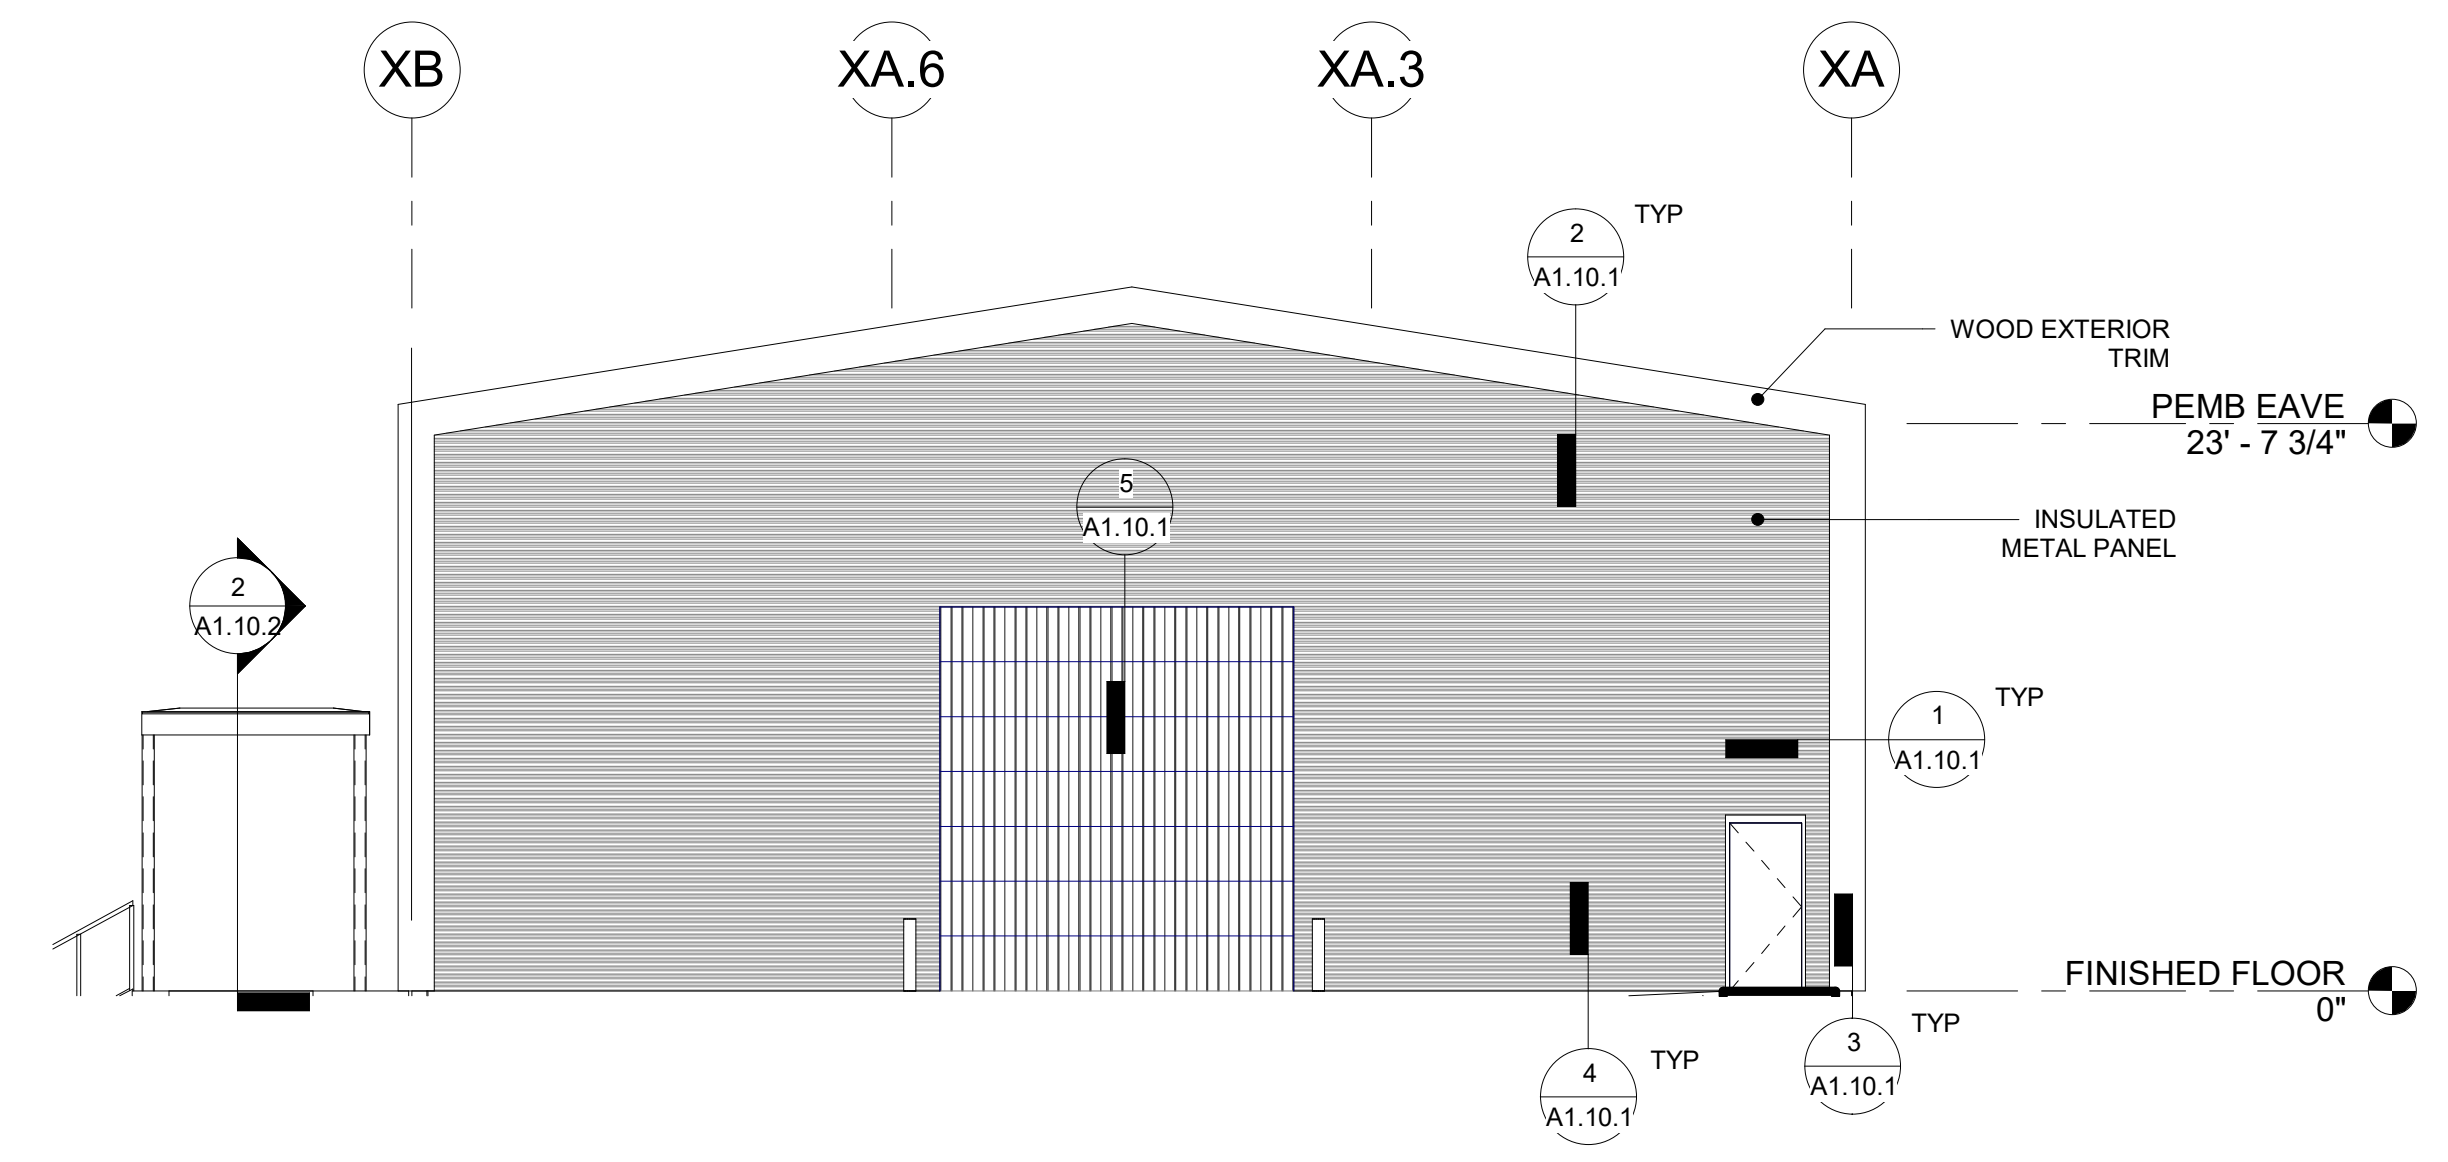 XB
XA.6
XA.3
XA
2
A1.10.1
TYP
WOOD EXTERIOR
TRIM
PEMB EAVE
23' - 7 3/4"
5
A1.10.1
INSULATED
METAL PANEL
2
A1.10.2
1
A1.10.1
TYP
FINISHED FLOOR
0"
4
A1.10.1
TYP
3
A1.10.1
TYP